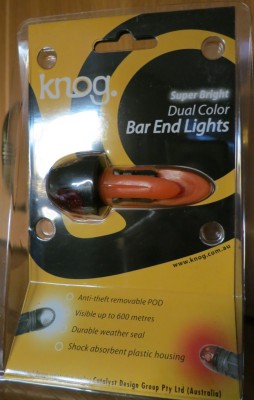 knog.
Super Bright
Dual Color
Bar End Lights
www.knog.com.au
Anti-theft removable POD
Visible up to 600 metres
Durable weather seal
Shock absorbent plastic housing
Catalyst Design Group Pty Ltd (Australia)